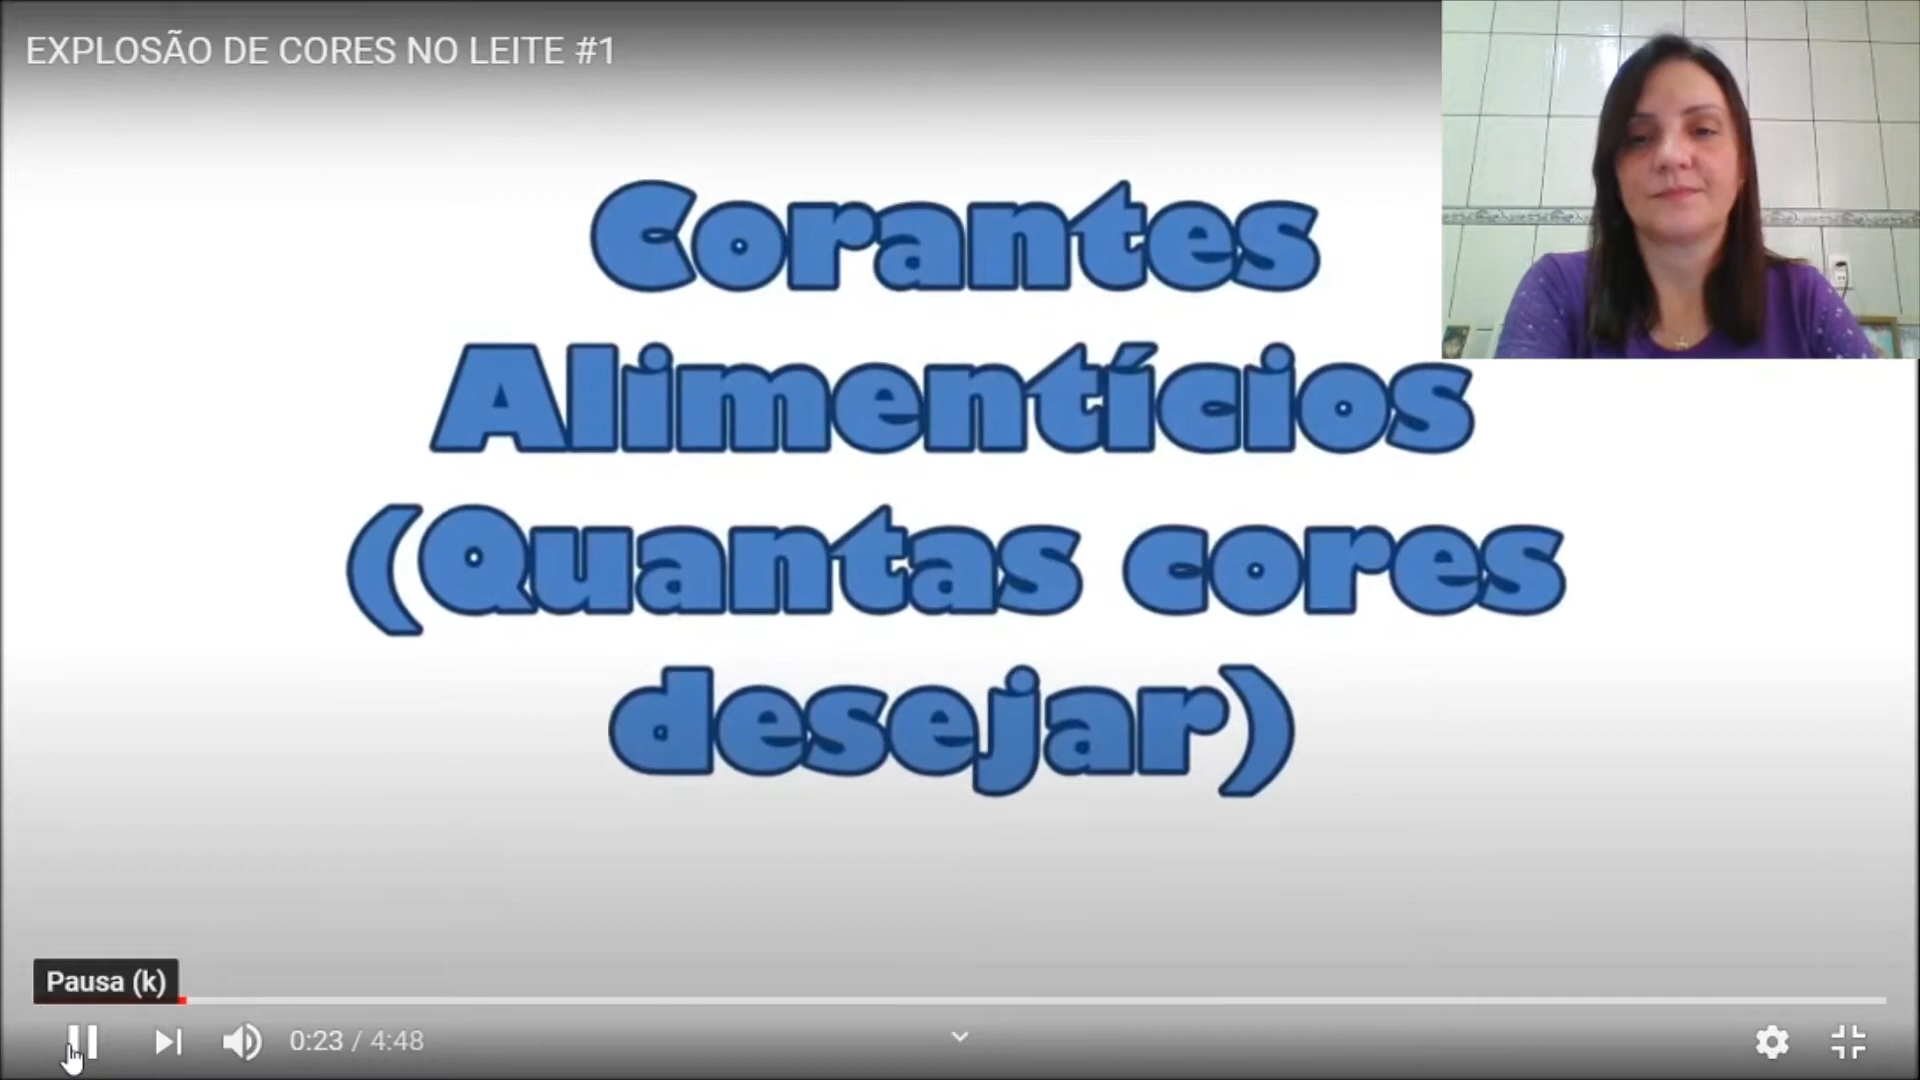 EXPLOSÃO DE CORES NO LEITE #1
Corantes
Alimentícios
(Quantas cores
desejar)
Pausa (k)
0:23 / 4:48